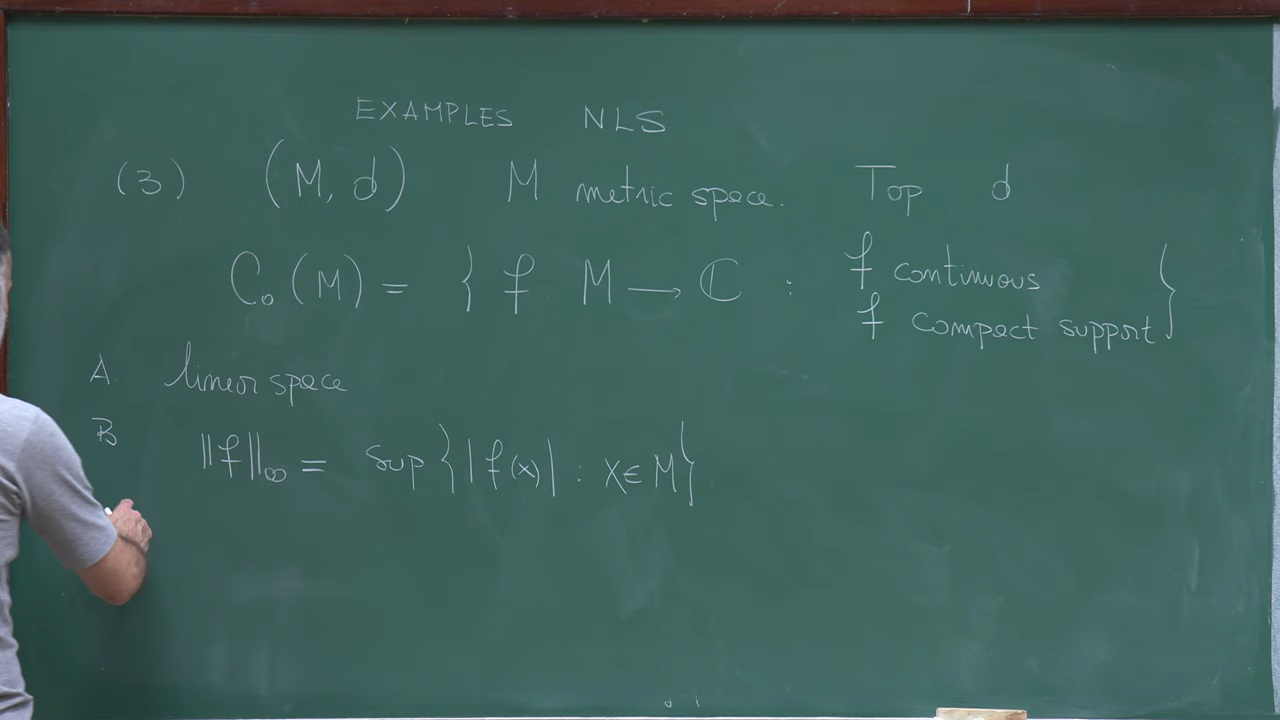 EXAMPLES NLS
(3) (M, d) M metric space. Top d
C₀(M) = { f. M → ℂ : f continuous
f compact support }
A. linear space
B ‖f‖∞ = sup{|f(x)| : x ∈ M}.